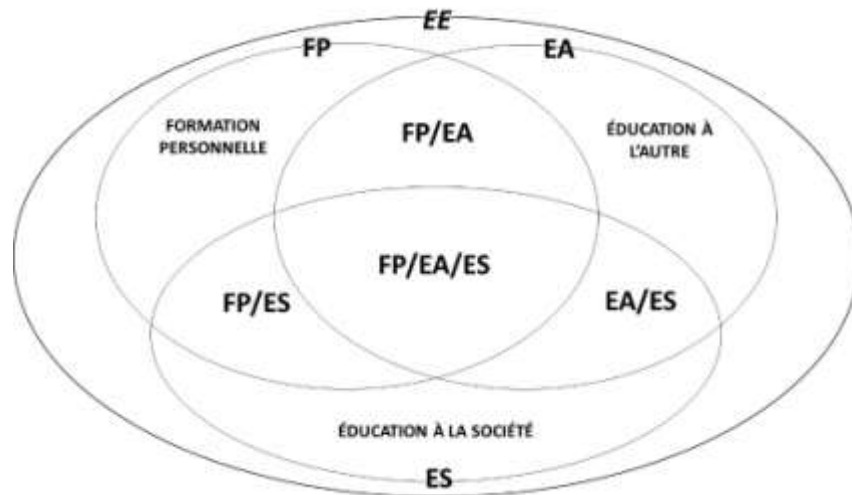 EE
FP
EA
FORMATION
PERSONNELLE
FP/EA
ÉDUCATION À
L'AUTRE
FP/EA/ES
FP/ES
EA/ES
ÉDUCATION À LA SOCIÉTÉ
ES